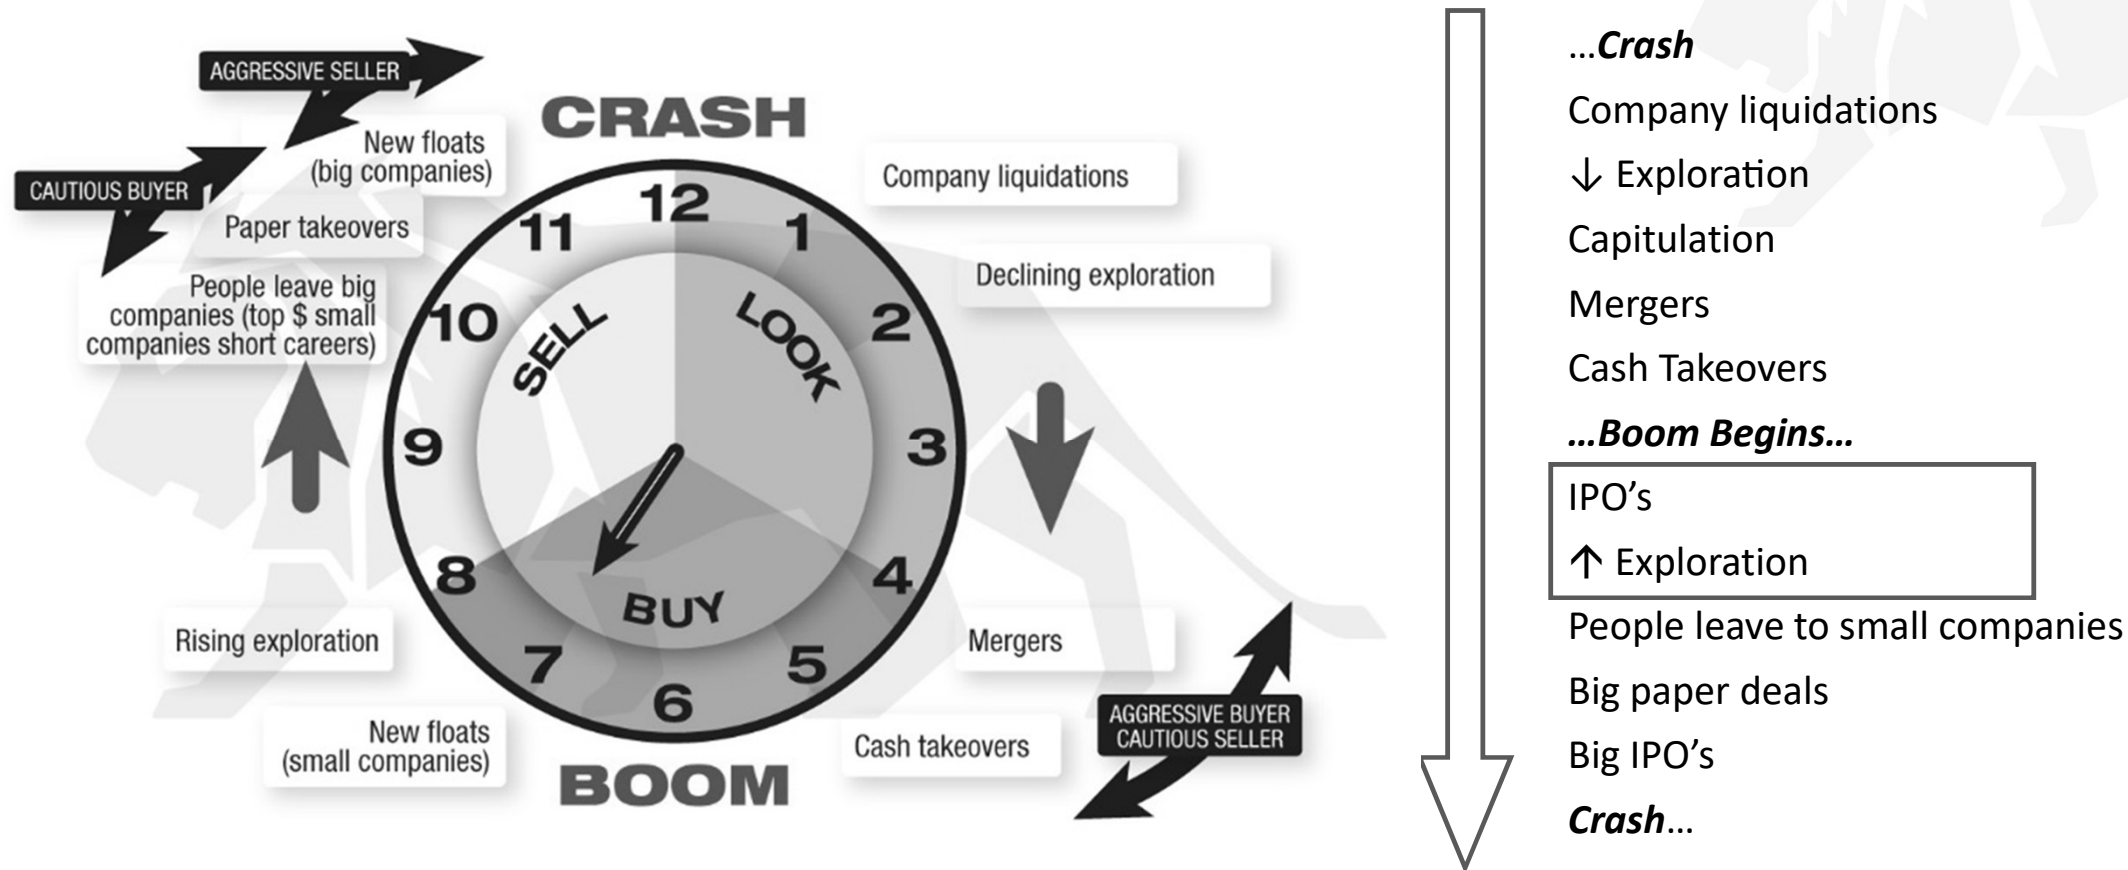 AGGRESSIVE SELLER
New floats
(big companies)
CAUTIOUS BUYER
Paper takeovers
People leave big
companies (top $ small
companies short careers)
CRASH
Company liquidations
Declining exploration
12
1
2
3
4
5
6
7
8
9
10
11
SELL
LOOK
BUY
Rising exploration
New floats
(small companies)
BOOM
Mergers
Cash takeovers
AGGRESSIVE BUYER
CAUTIOUS SELLER
...Crash
Company liquidations
↓ Exploration
Capitulation
Mergers
Cash Takeovers
...Boom Begins...
IPO’s
↑ Exploration
People leave to small companies
Big paper deals
Big IPO’s
Crash...